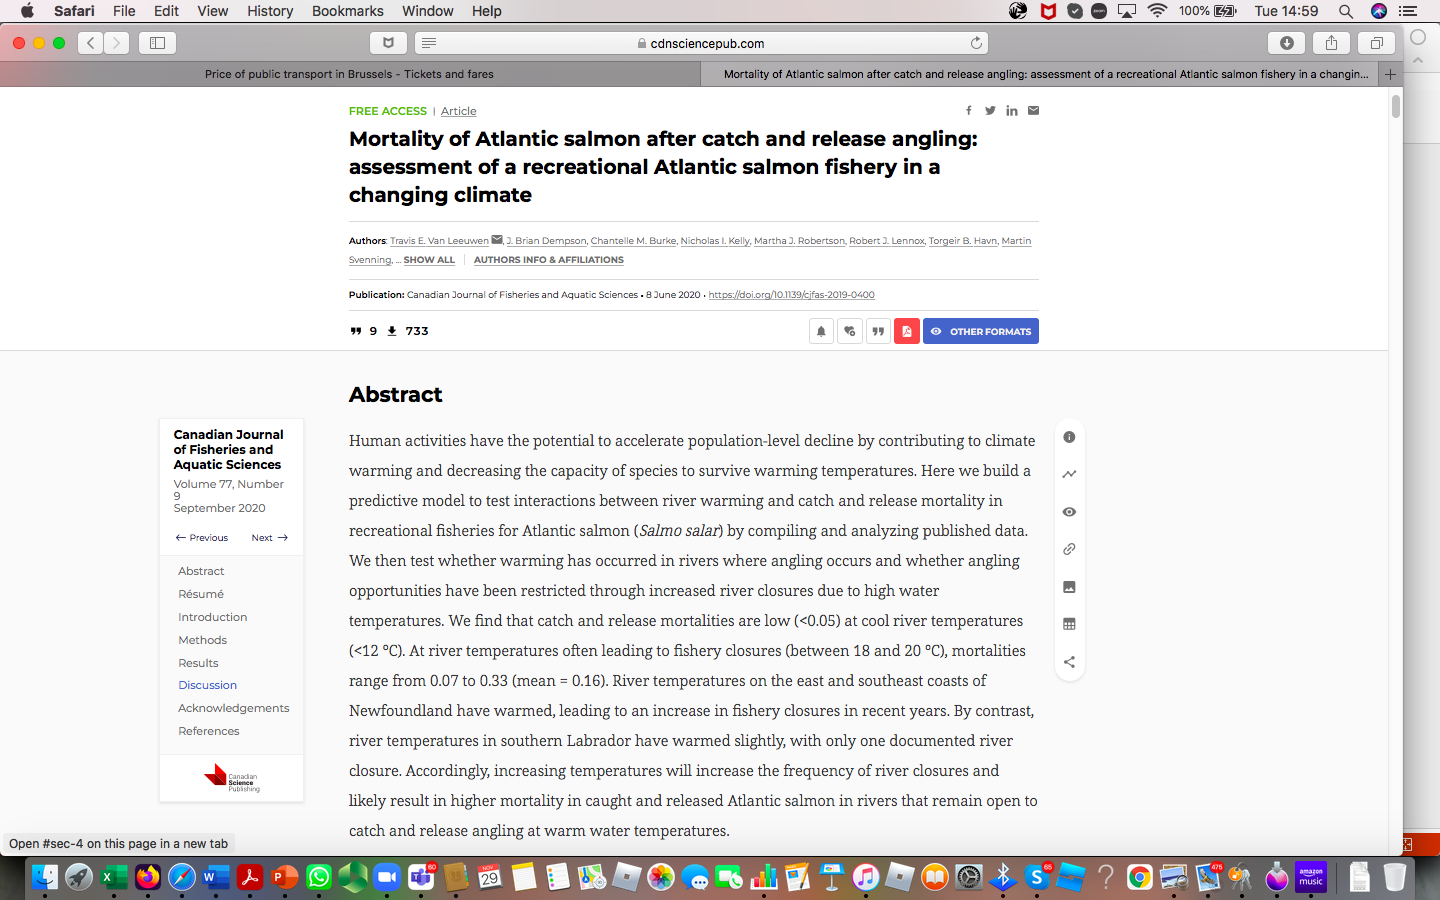 Safari File Edit View History Bookmarks Window Help 100% Tue 14:59
cdnsciencepub.com
Price of public transport in Brussels - Tickets and fares
Mortality of Atlantic salmon after catch and release angling: assessment of a recreational Atlantic salmon fishery in a changin...
FREE ACCESS | Article
Mortality of Atlantic salmon after catch and release angling:
assessment of a recreational Atlantic salmon fishery in a
changing climate
Authors: Travis E. Van Leeuwen, J. Brian Dempson, Chantelle M. Burke, Nicholas I. Kelly, Martha J. Robertson, Robert J. Lennox, Torgeir B. Havn, Martin
Svenning, ... SHOW ALL | AUTHORS INFO & AFFILIATIONS
Publication: Canadian Journal of Fisheries and Aquatic Sciences • 8 June 2020 • https://doi.org/10.1139/cjfas-2019-0400
9 733
OTHER FORMATS
Abstract
Human activities have the potential to accelerate population-level decline by contributing to climate
warming and decreasing the capacity of species to survive warming temperatures. Here we build a
predictive model to test interactions between river warming and catch and release mortality in
recreational fisheries for Atlantic salmon (Salmo salar) by compiling and analyzing published data.
We then test whether warming has occurred in rivers where angling occurs and whether angling
opportunities have been restricted through increased river closures due to high water
temperatures. We find that catch and release mortalities are low (<0.05) at cool river temperatures
(<12 °C). At river temperatures often leading to fishery closures (between 18 and 20 °C), mortalities
range from 0.07 to 0.33 (mean = 0.16). River temperatures on the east and southeast coasts of
Newfoundland have warmed, leading to an increase in fishery closures in recent years. By contrast,
river temperatures in southern Labrador have warmed slightly, with only one documented river
closure. Accordingly, increasing temperatures will increase the frequency of river closures and
likely result in higher mortality in caught and released Atlantic salmon in rivers that remain open to
catch and release angling at warm water temperatures.
Canadian Journal
of Fisheries and
Aquatic Sciences
Volume 77, Number
9
September 2020
← Previous Next →
Abstract
Résumé
Introduction
Methods
Results
Discussion
Acknowledgements
References
Canadian
Science
Publishing
Open #sec-4 on this page in a new tab
NOV
29
60
65
475
amazon
music